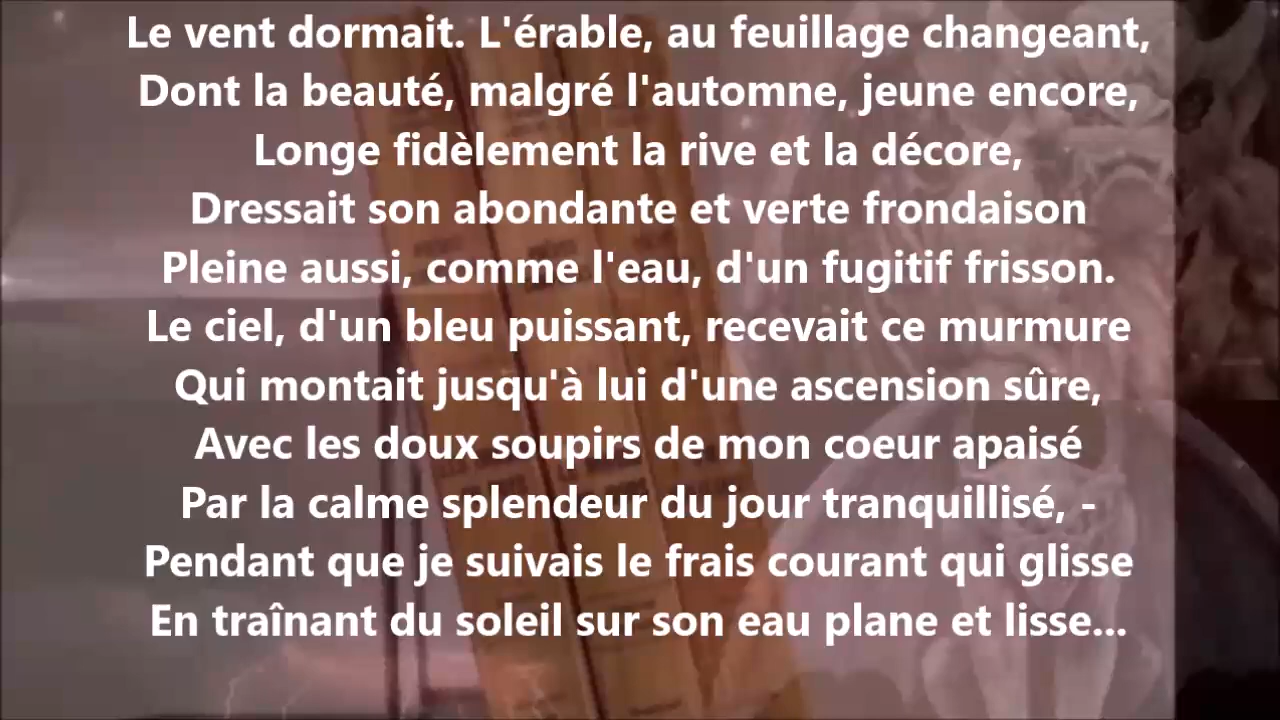 Le vent dormait. L'érable, au feuillage changeant,
Dont la beauté, malgré l'automne, jeune encore,
Longe fidèlement la rive et la décore,
Dressait son abondante et verte frondaison
Pleine aussi, comme l'eau, d'un fugitif frisson.
Le ciel, d'un bleu puissant, recevait ce murmure
Qui montait jusqu'à lui d'une ascension sûre,
Avec les doux soupirs de mon coeur apaisé
Par la calme splendeur du jour tranquillisé, -
Pendant que je suivais le frais courant qui glisse
En traînant du soleil sur son eau plane et lisse...